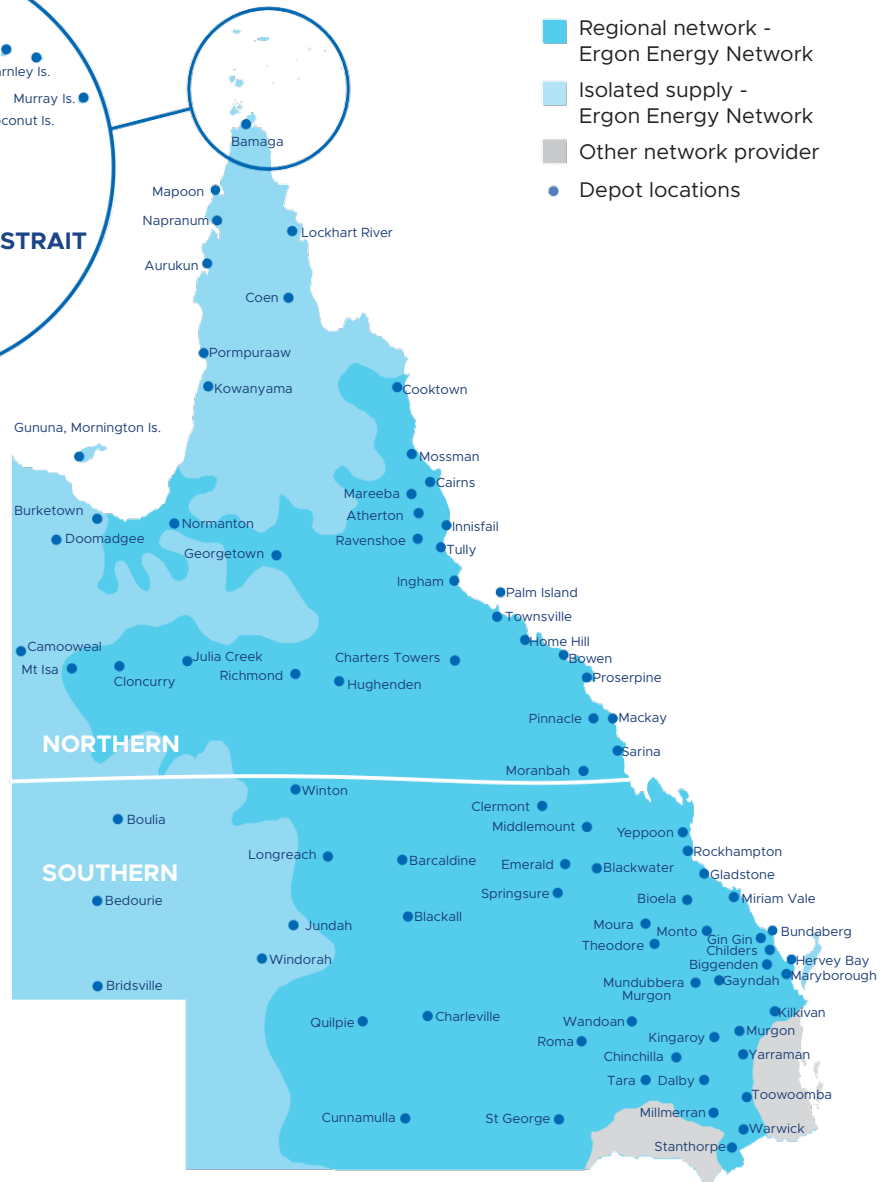 Regional network -
Ergon Energy Network
Isolated supply -
Ergon Energy Network
Other network provider
Depot locations
rnley Is.
Murray Is.
conut Is.
STRAIT
Bamaga
Mapoon
Napranum
Lockhart River
Aurukun
Coen
Pormpuraaw
Kowanyama
Cooktown
Gununa, Mornington Is.
Mossman
Cairns
Mareeba
Burketown
Atherton
Normanton
Innisfail
Doomadgee
Ravenshoe
Georgetown
Tully
Ingham
Palm Island
Townsville
Home Hill
Camooweal
Julia Creek
Charters Towers
Bowen
Mt Isa
Cloncurry
Richmond
Hughenden
Proserpine
Pinnacle
Mackay
NORTHERN
Sarina
Moranbah
Winton
Clermont
Boulia
Middlemount
Yeppoon
Longreach
Barcaldine
Emerald
Blackwater
Rockhampton
SOUTHERN
Gladstone
Bedourie
Springsure
Bioela
Miriam Vale
Blackall
Jundah
Moura
Monto
Bundaberg
Gin Gin
Theodore
Childers
Windorah
Biggenden
Hervey Bay
Maryborough
Bridsville
Mundubbera
Gayndah
Murgon
Quilpie
Charleville
Wandoan
Kilkivan
Roma
Kingaroy
Murgon
Chinchilla
Yarraman
Tara
Dalby
Toowoomba
Cunnamulla
St George
Millmerran
Warwick
Stanthorpe